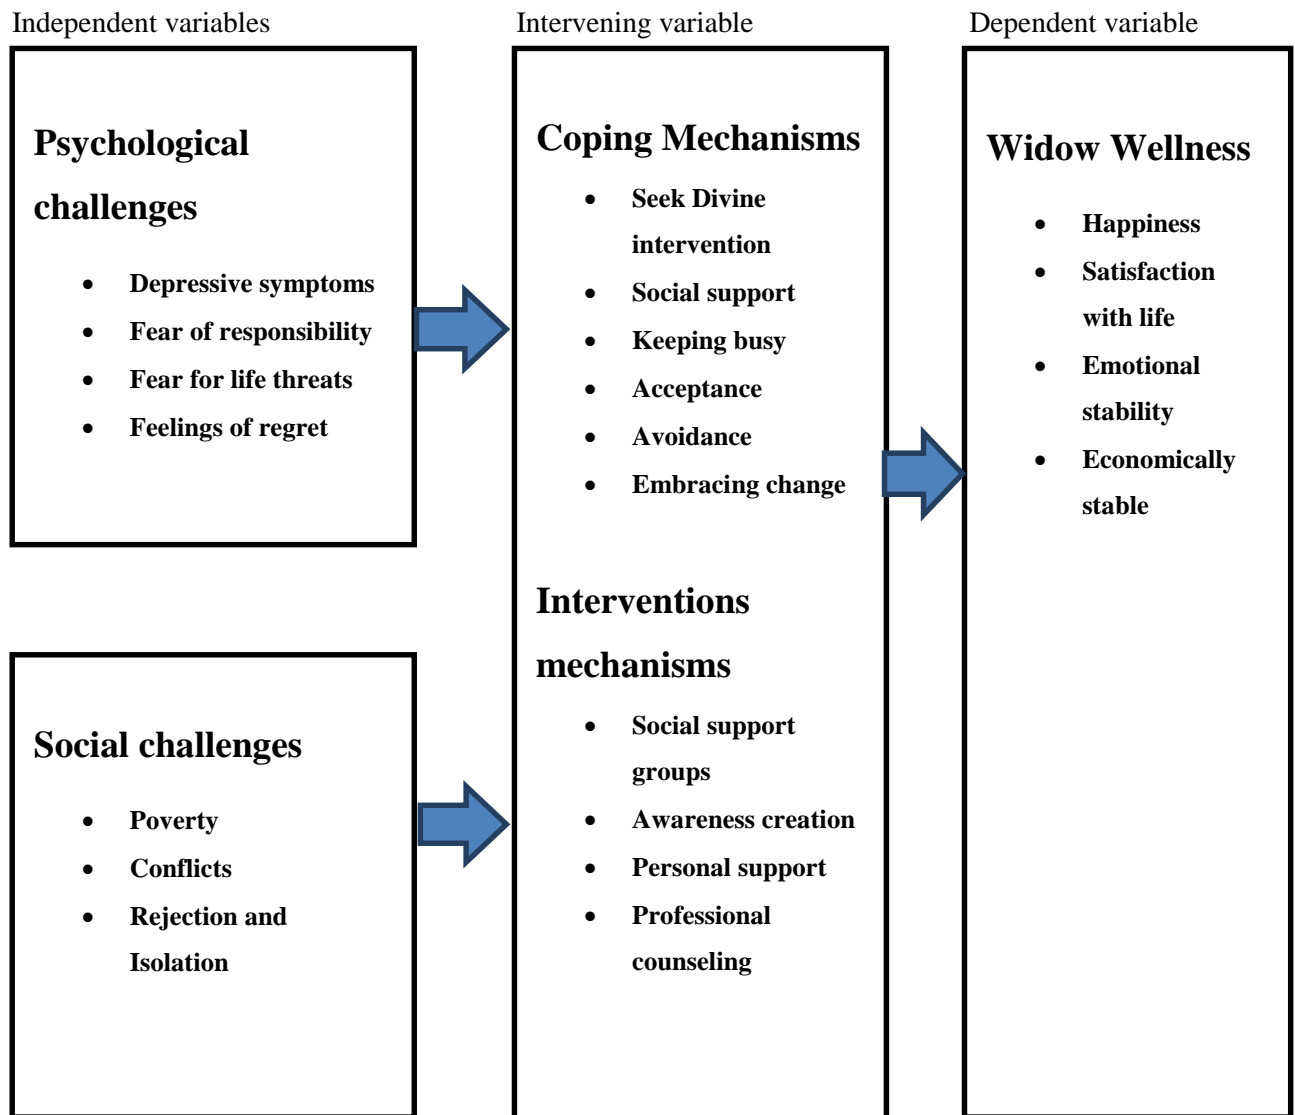 Independent variables
Psychological
challenges
• Depressive symptoms
• Fear of responsibility
• Fear for life threats
• Feelings of regret
Social challenges
• Poverty
• Conflicts
• Rejection and
Isolation
Intervening variable
Coping Mechanisms
• Seek Divine
intervention
• Social support
• Keeping busy
• Acceptance
• Avoidance
• Embracing change
Interventions
mechanisms
• Social support
groups
• Awareness creation
• Personal support
• Professional
counseling
Dependent variable
Widow Wellness
• Happiness
• Satisfaction
with life
• Emotional
stability
• Economically
stable